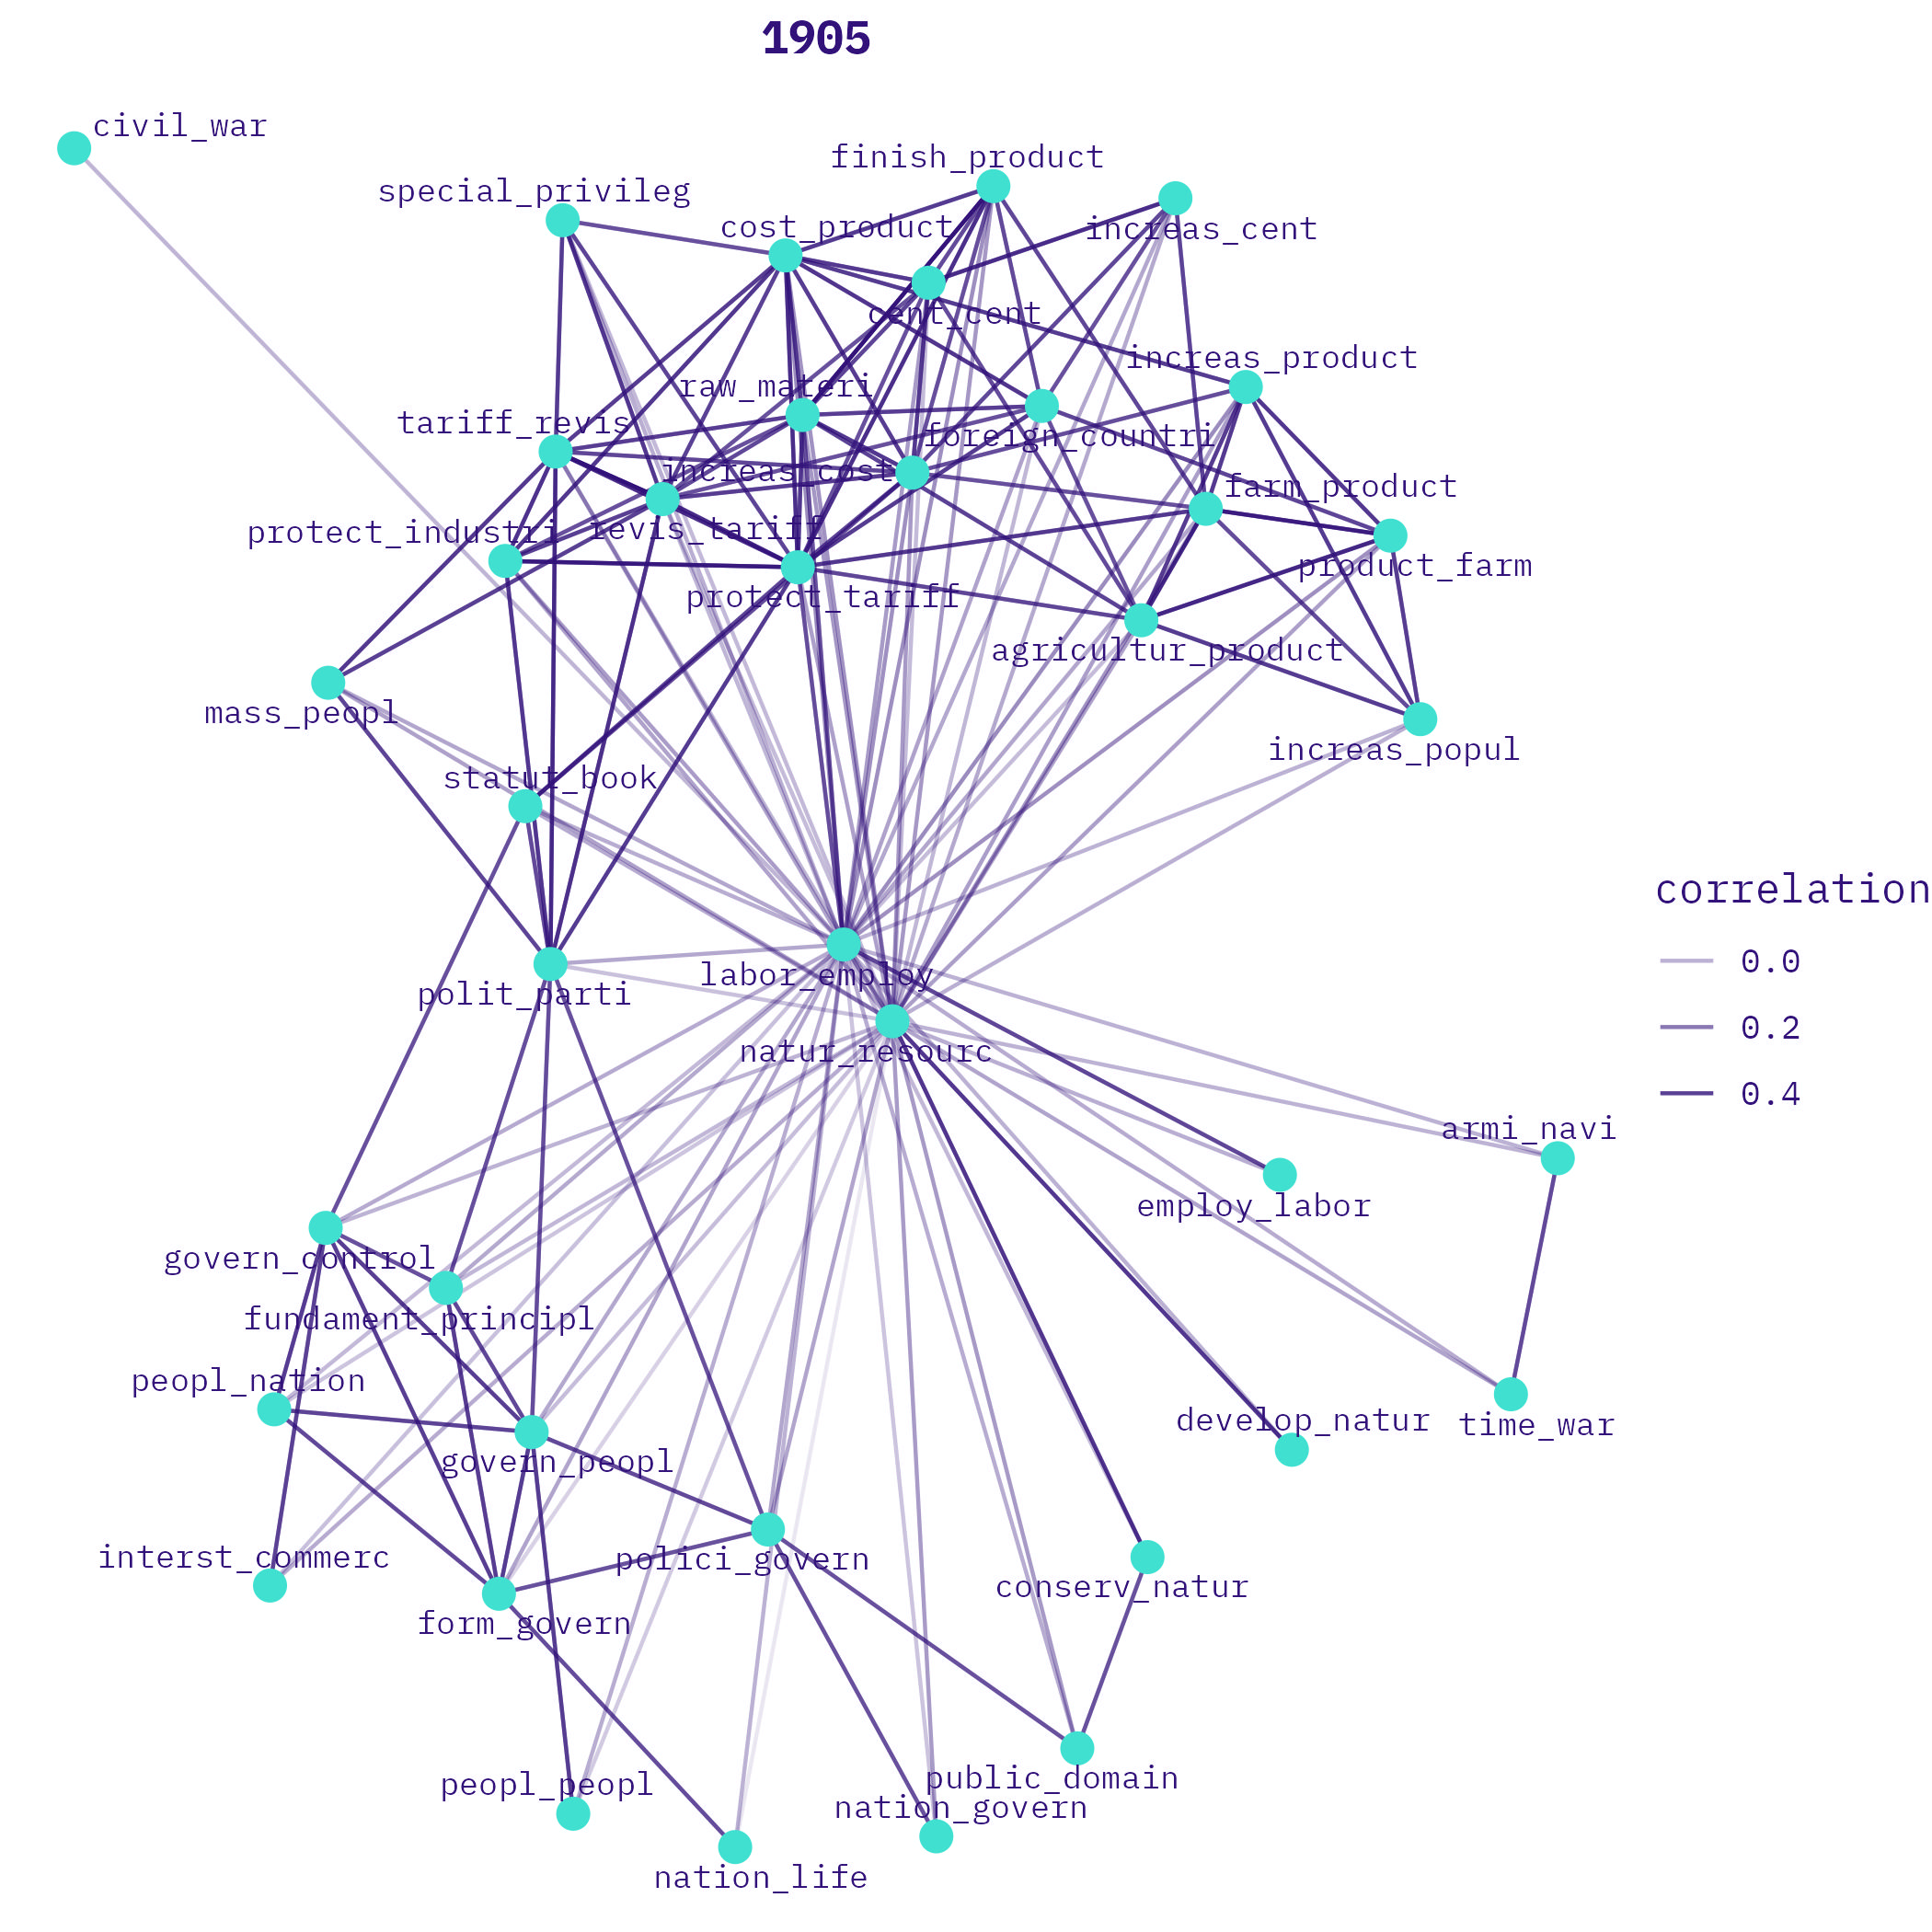 1905
civil_war
finish_product
special_privileg
cost_product
increas_cent
cent_cent
increas_product
raw_materi
tariff_revis
foreign_countri
increas_cost
farm_product
protect_industri
revis_tariff
product_farm
protect_tariff
agricultur_product
mass_peopl
increas_popul
statut_book
correlation
0.0
labor_employ
polit_parti
0.2
natur_resourc
0.4
armi_navi
employ_labor
govern_control
fundament_principl
peopl_nation
develop_natur
time_war
govern_peopl
interst_commerc
polici_govern
conserv_natur
form_govern
public_domain
peopl_peopl
nation_govern
nation_life